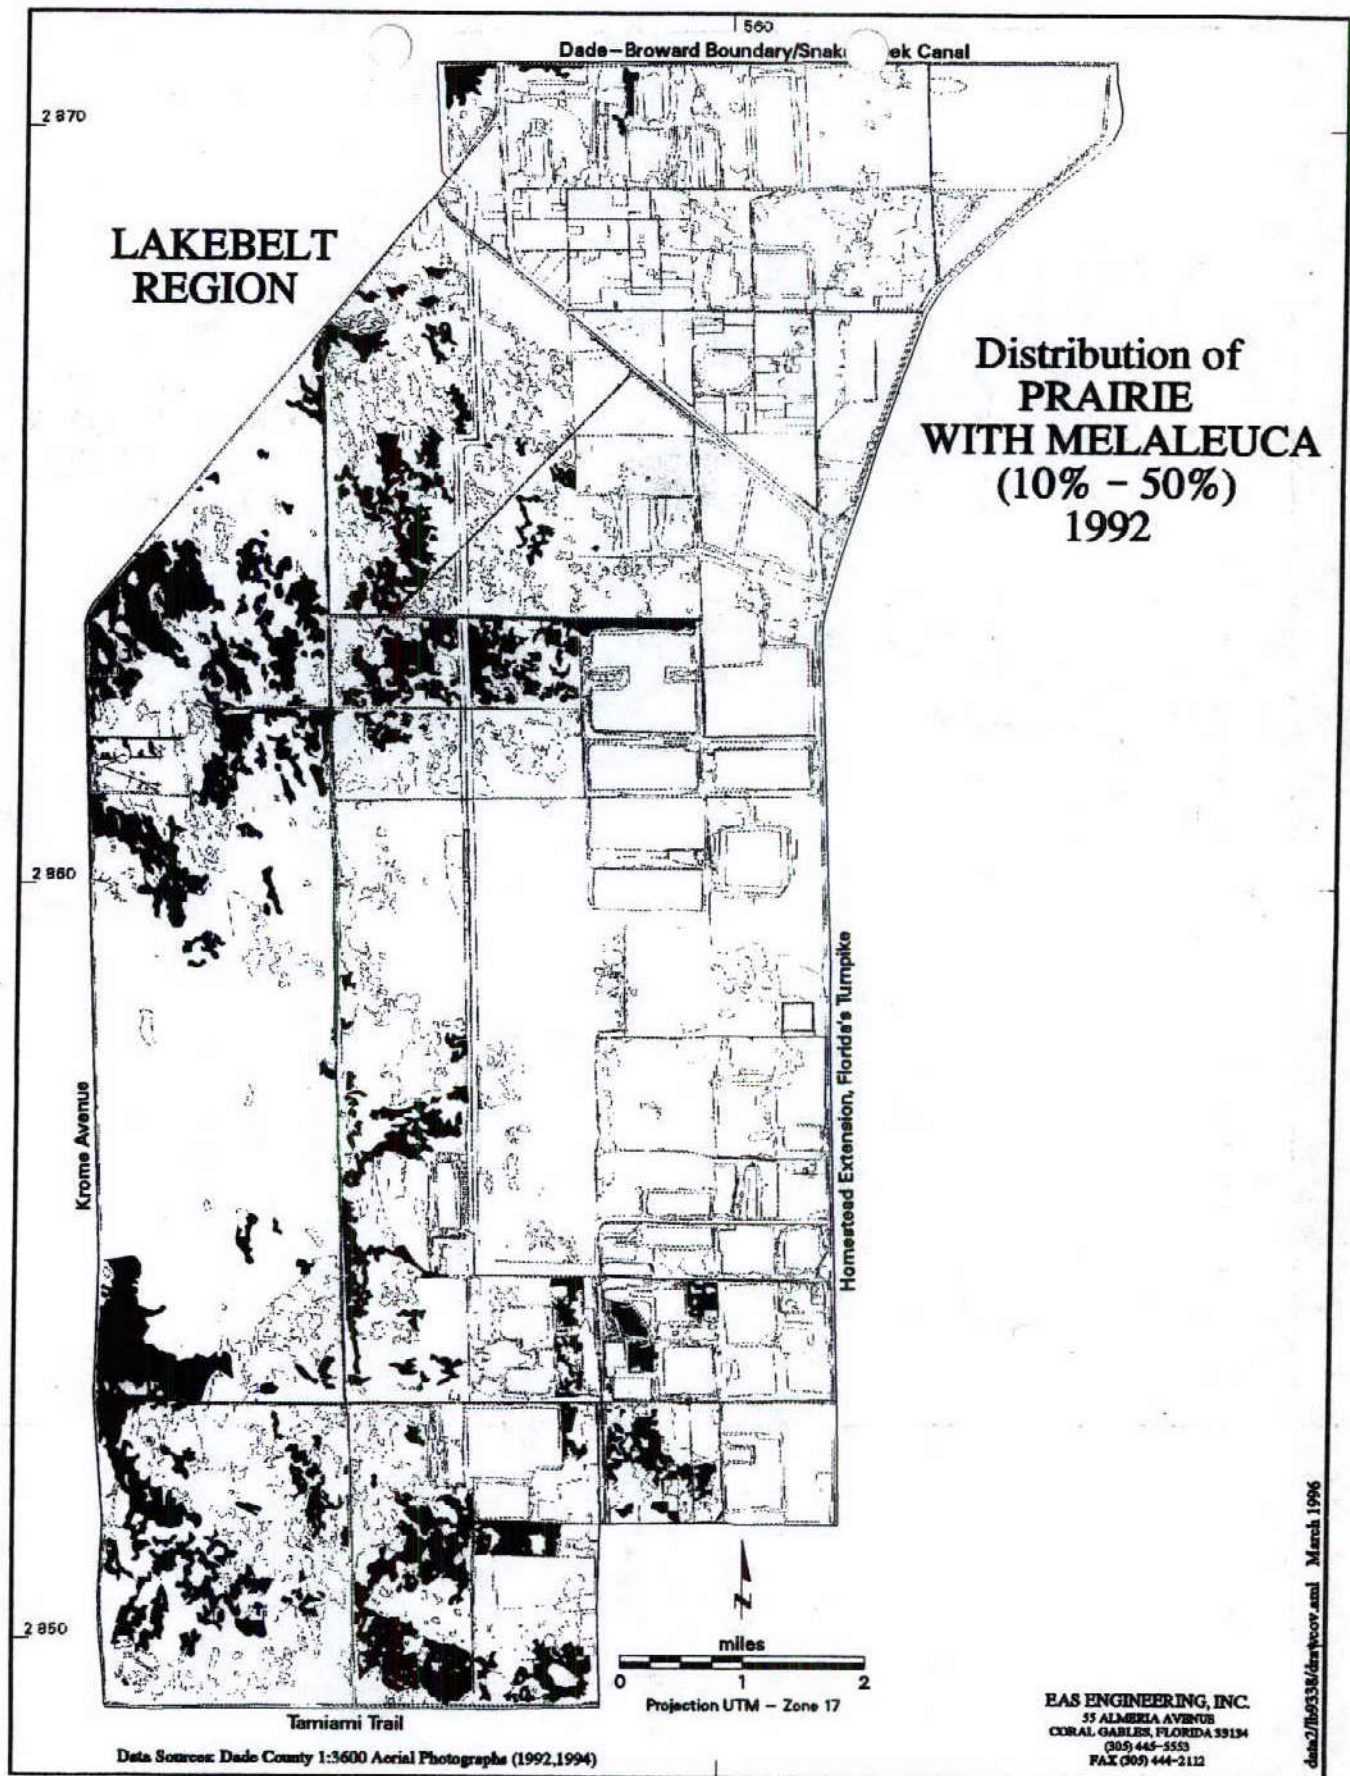 560
Dade-Broward Boundary/Snak ek Canal
2 870
LAKEBELT
REGION
Distribution of
PRAIRIE
WITH MELALEUCA
(10% - 50%)
1992
2 860
Krome Avenue
Homestead Extension, Florida's Turnpike
2 850
N
miles
0 1 2
Projection UTM - Zone 17
Tamiami Trail
Data Sources: Dade County 1:3600 Aerial Photographs (1992,1994)
EAS ENGINEERING, INC.
55 ALMERIA AVENUE
CORAL GABLES, FLORIDA 33134
(305) 445-5553
FAX (305) 444-2112
March 1996